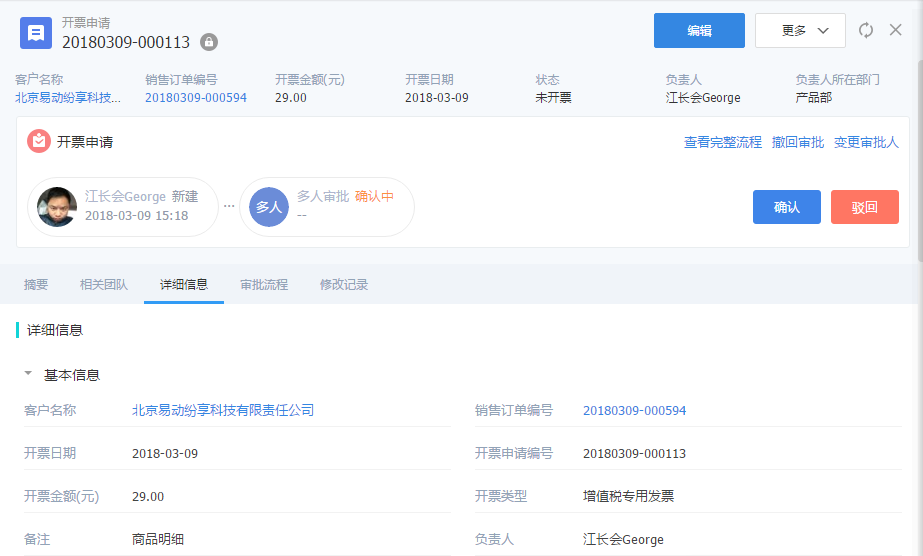 开票申请
20180309-000113
编辑
更多
客户名称 销售订单编号 开票金额(元) 开票日期 状态 负责人 负责人所在部门
北京易动纷享科技... 20180309-000594 29.00 2018-03-09 未开票 江长会George 产品部
开票申请
查看完整流程 撤回审批 变更审批人
江长会George 新建
2018-03-09 15:18
...
多人
多人审批 确认中
--
确认
驳回
摘要 相关团队 详细信息 审批流程 修改记录
详细信息
基本信息
客户名称 北京易动纷享科技有限责任公司 销售订单编号 20180309-000594
开票日期 2018-03-09 开票申请编号 20180309-000113
开票金额(元) 29.00 开票类型 增值税专用发票
备注 商品明细 负责人 江长会George